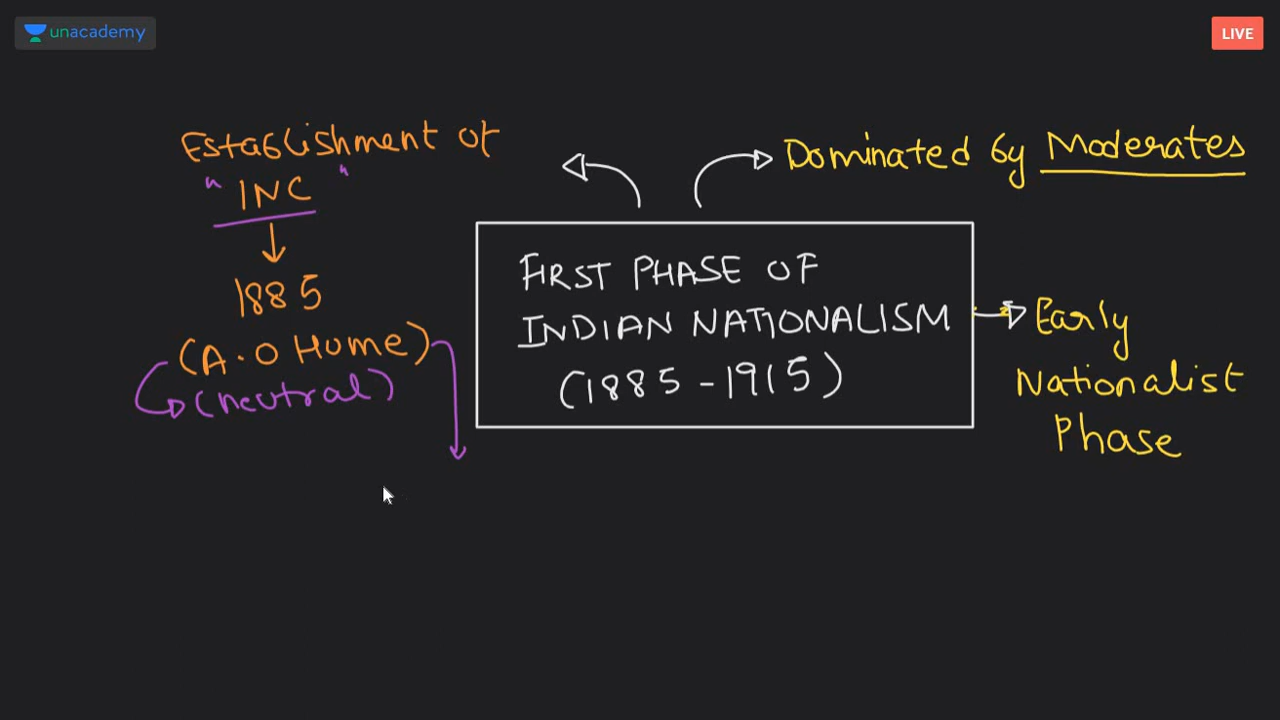 unacademy
LIVE
Establishment of
" INC "
1885
(A.O Hume)
(neutral)
Dominated by Moderates
FIRST PHASE OF
INDIAN NATIONALISM
(1885-1915)
Early
Nationalist
Phase